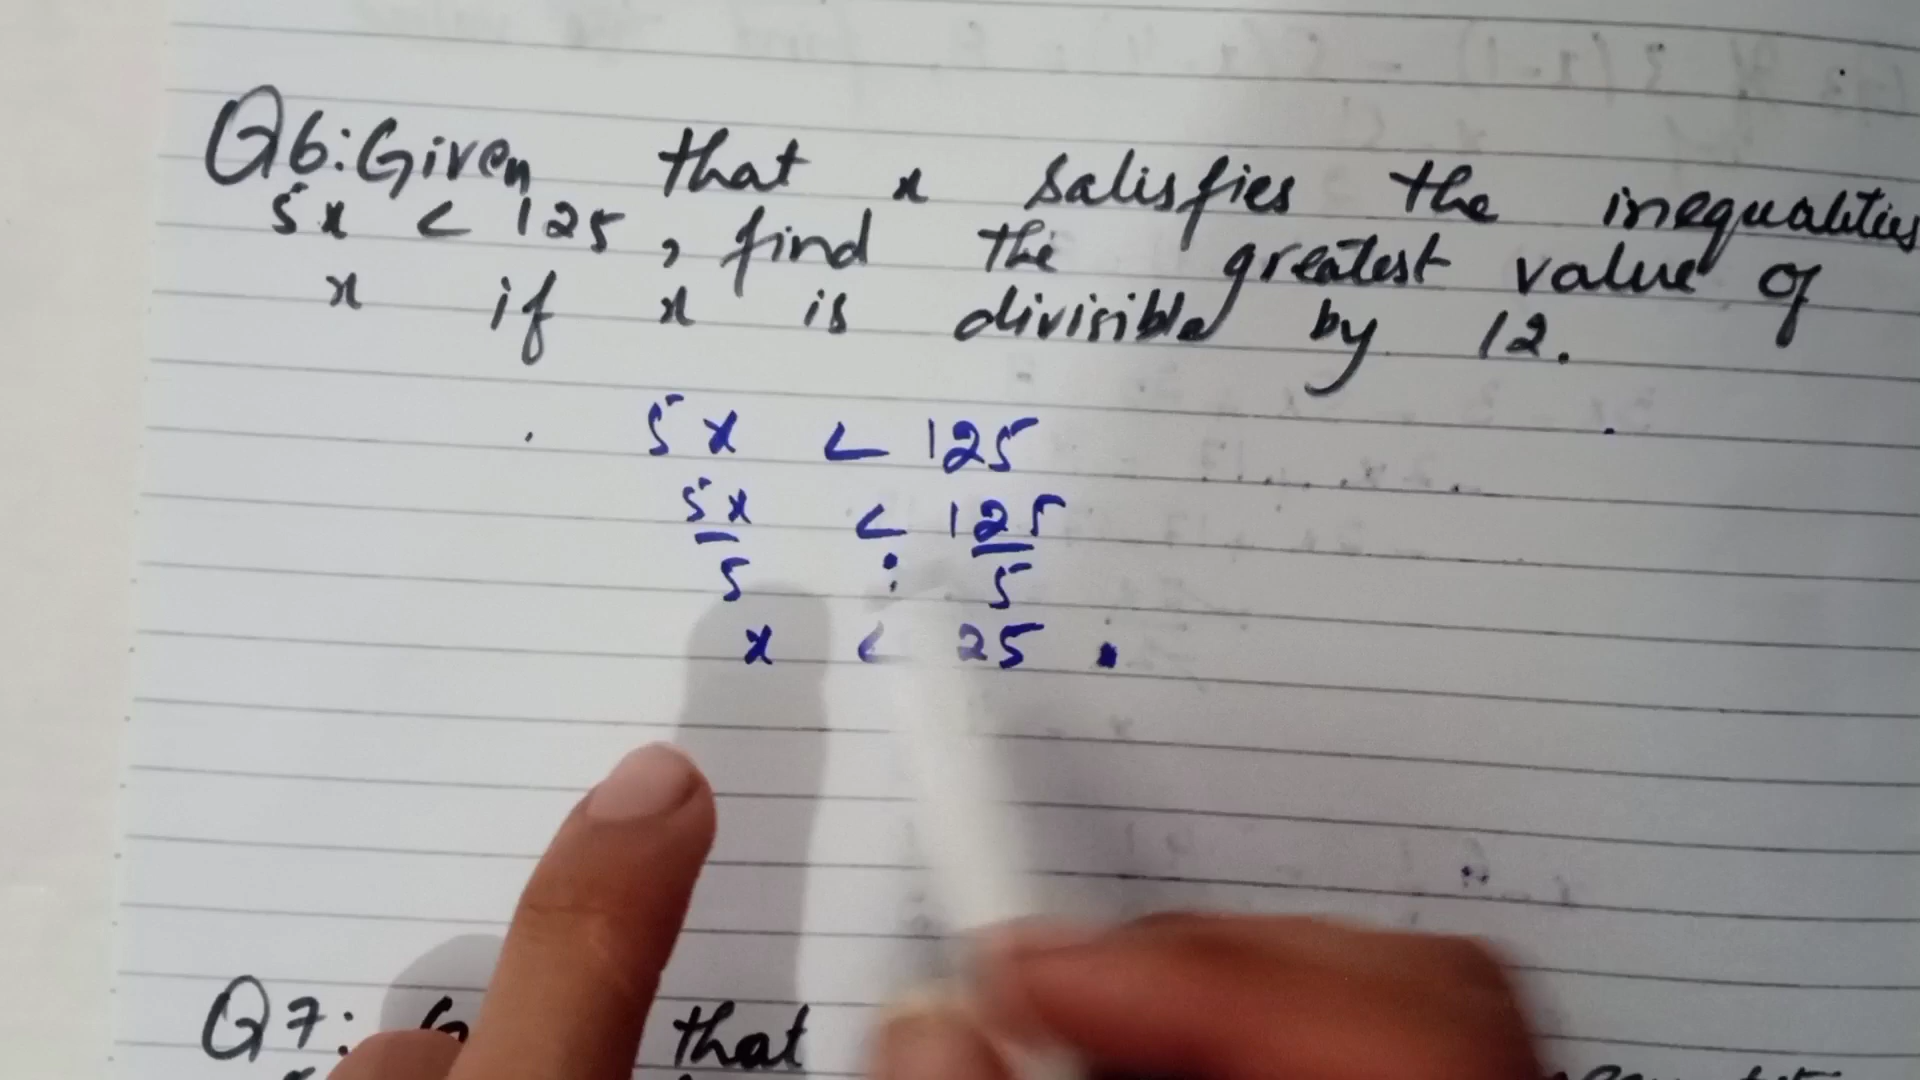 Q6: Given that x satisfies the inequalities
5x < 125, find the greatest value of
x if x is divisible by 12.
5x < 125
5x/5 < 125/5
x < 25
Q7: that